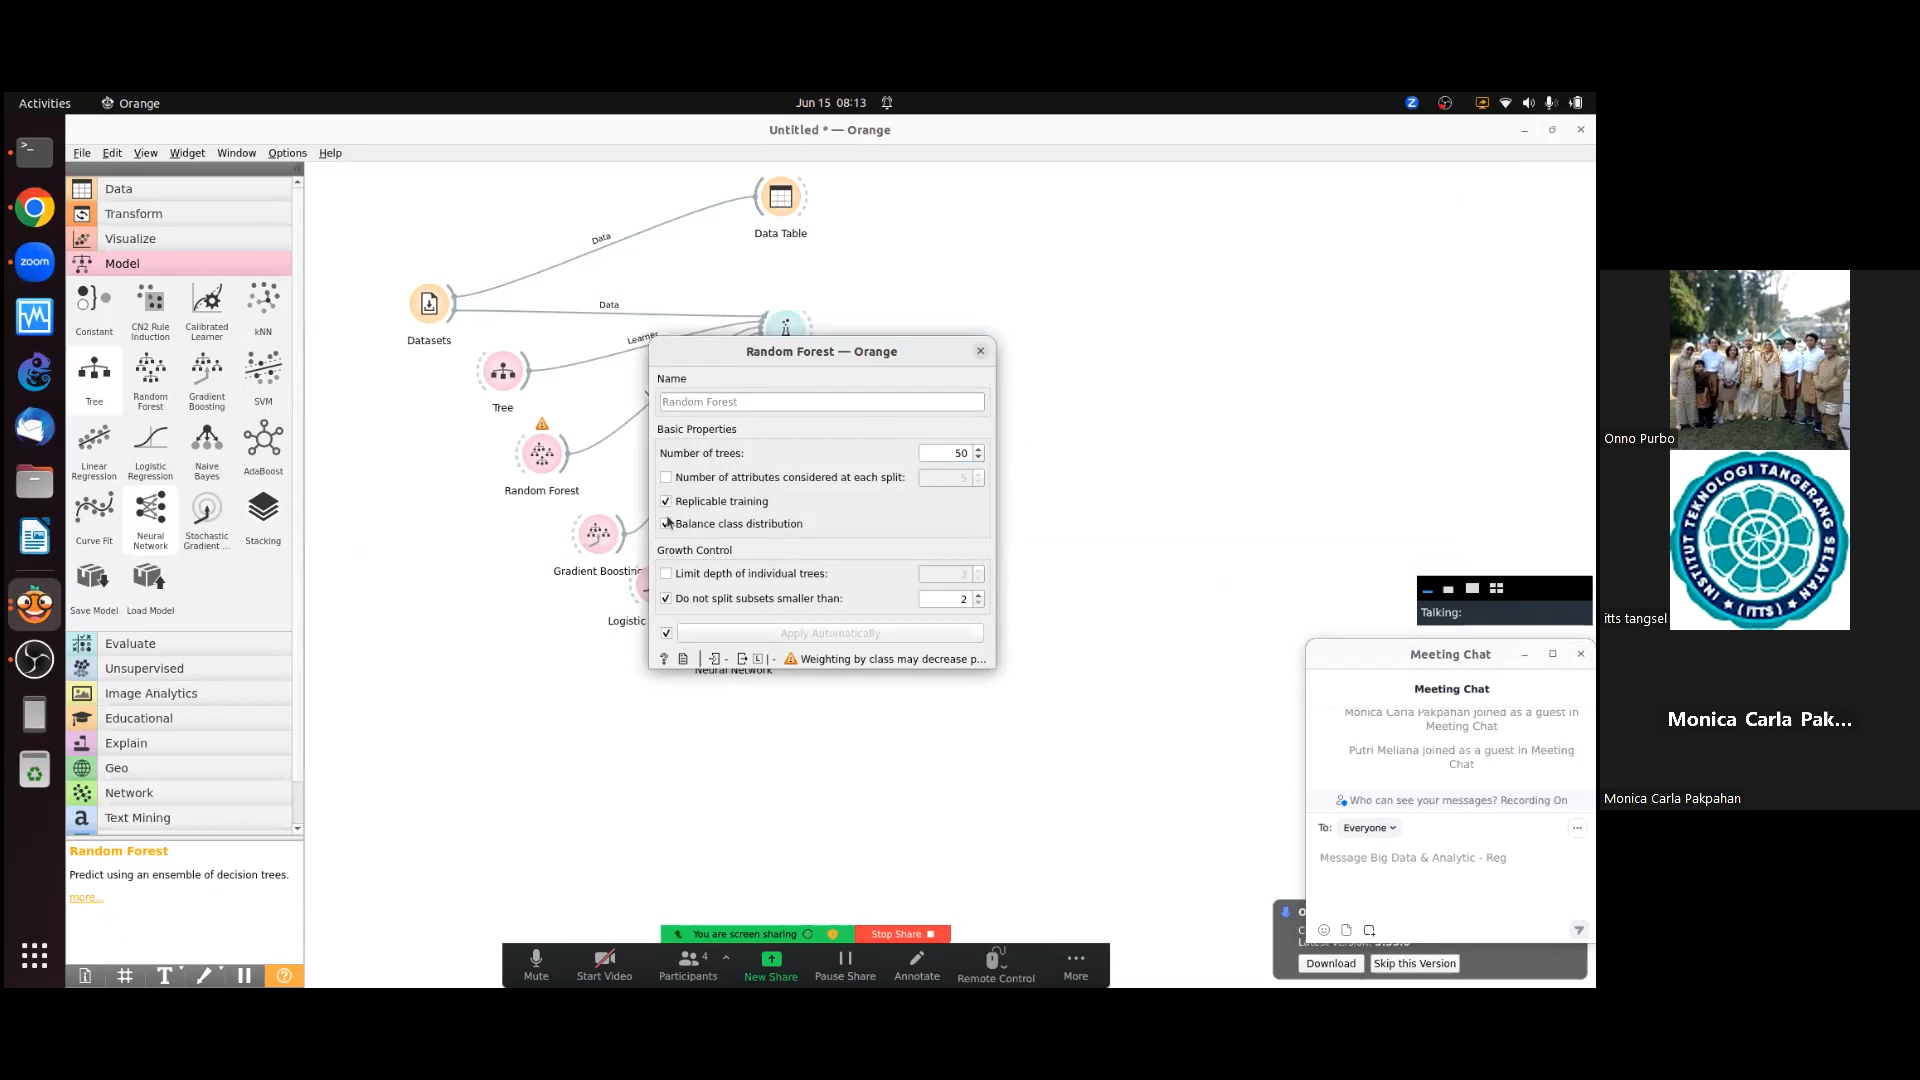 Activities
Orange
Jun 15 08:13
Untitled * — Orange
File Edit View Widget Window Options Help
Data
Transform
Visualize
Model
Constant
CN2 Rule Induction
Calibrated Learner
kNN
Tree
Random Forest
Gradient Boosting
SVM
Linear Regression
Logistic Regression
Naive Bayes
AdaBoost
Curve Fit
Neural Network
Stochastic Gradient ...
Stacking
Save Model
Load Model
Evaluate
Unsupervised
Image Analytics
Educational
Explain
Geo
Network
Text Mining
Random Forest
Predict using an ensemble of decision trees.
more...
Data Table
Data
Datasets
Data
Learner
Tree
Random Forest
Gradient Boosting
Logistic
Neural Network
Random Forest — Orange
Name
Random Forest
Basic Properties
Number of trees: 50
Number of attributes considered at each split: 5
Replicable training
Balance class distribution
Growth Control
Limit depth of individual trees: 3
Do not split subsets smaller than: 2
Apply Automatically
Weighting by class may decrease p...
Talking:
Meeting Chat
Meeting Chat
Monica Carla Pakpahan joined as a guest in
Meeting Chat
Putri Meliana joined as a guest in Meeting
Chat
Who can see your messages? Recording On
To: Everyone
Message Big Data & Analytic - Reg
Download
Skip this Version
You are screen sharing
Stop Share
Mute
Start Video
Participants 4
New Share
Pause Share
Annotate
Remote Control
More
zoom
Onno Purbo
INSTITUT TEKNOLOGI TANGERANG SELATAN
(ITTS)
itts tangsel
Monica Carla Pak...
Monica Carla Pakpahan